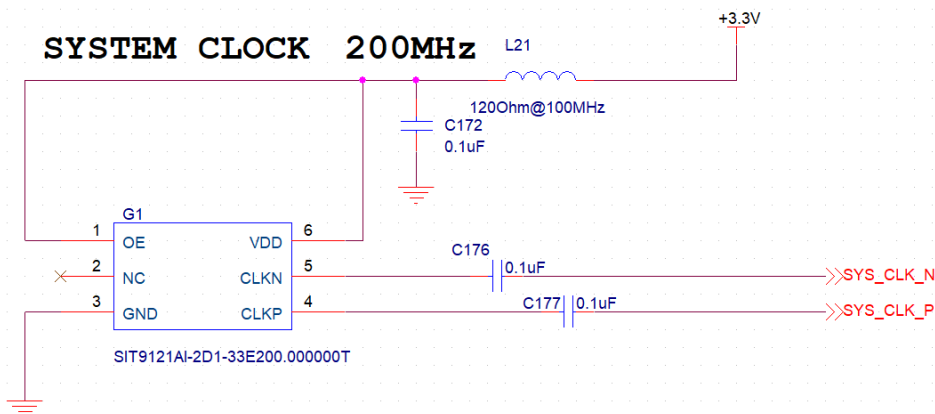 +3.3V
SYSTEM CLOCK 200MHz
L21
120Ohm@100MHz
C172
0.1uF
G1
1 OE VDD 6
2 NC CLKN 5
3 GND CLKP 4
SIT9121AI-2D1-33E200.000000T
C176
0.1uF
SYS_CLK_N
C177 0.1uF
SYS_CLK_P